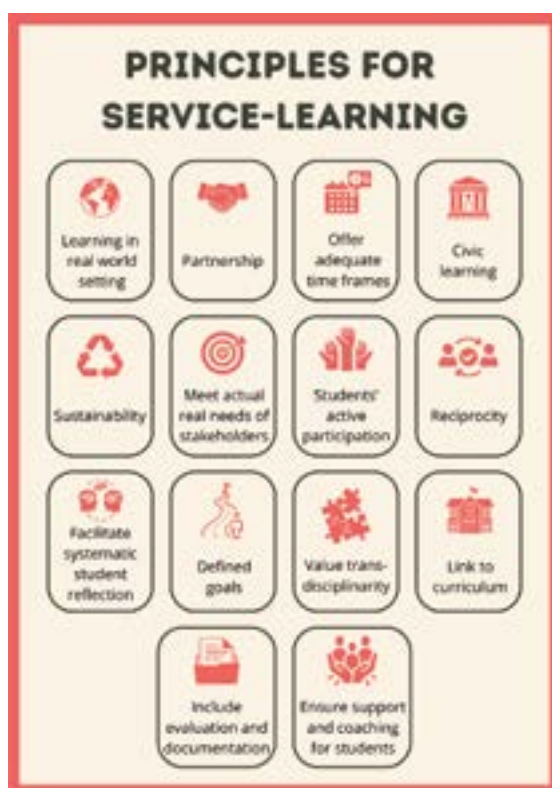 PRINCIPLES FOR
SERVICE-LEARNING
Learning in
real world
setting
Partnership
Offer
adequate
time frames
Civic
learning
Sustainability
Meet actual
real needs of
stakeholders
Students'
active
participation
Reciprocity
Facilitate
systematic
student
reflection
Defined
goals
Value trans-
disciplinarity
Link to
curriculum
Include
evaluation and
documentation
Ensure support
and coaching
for students